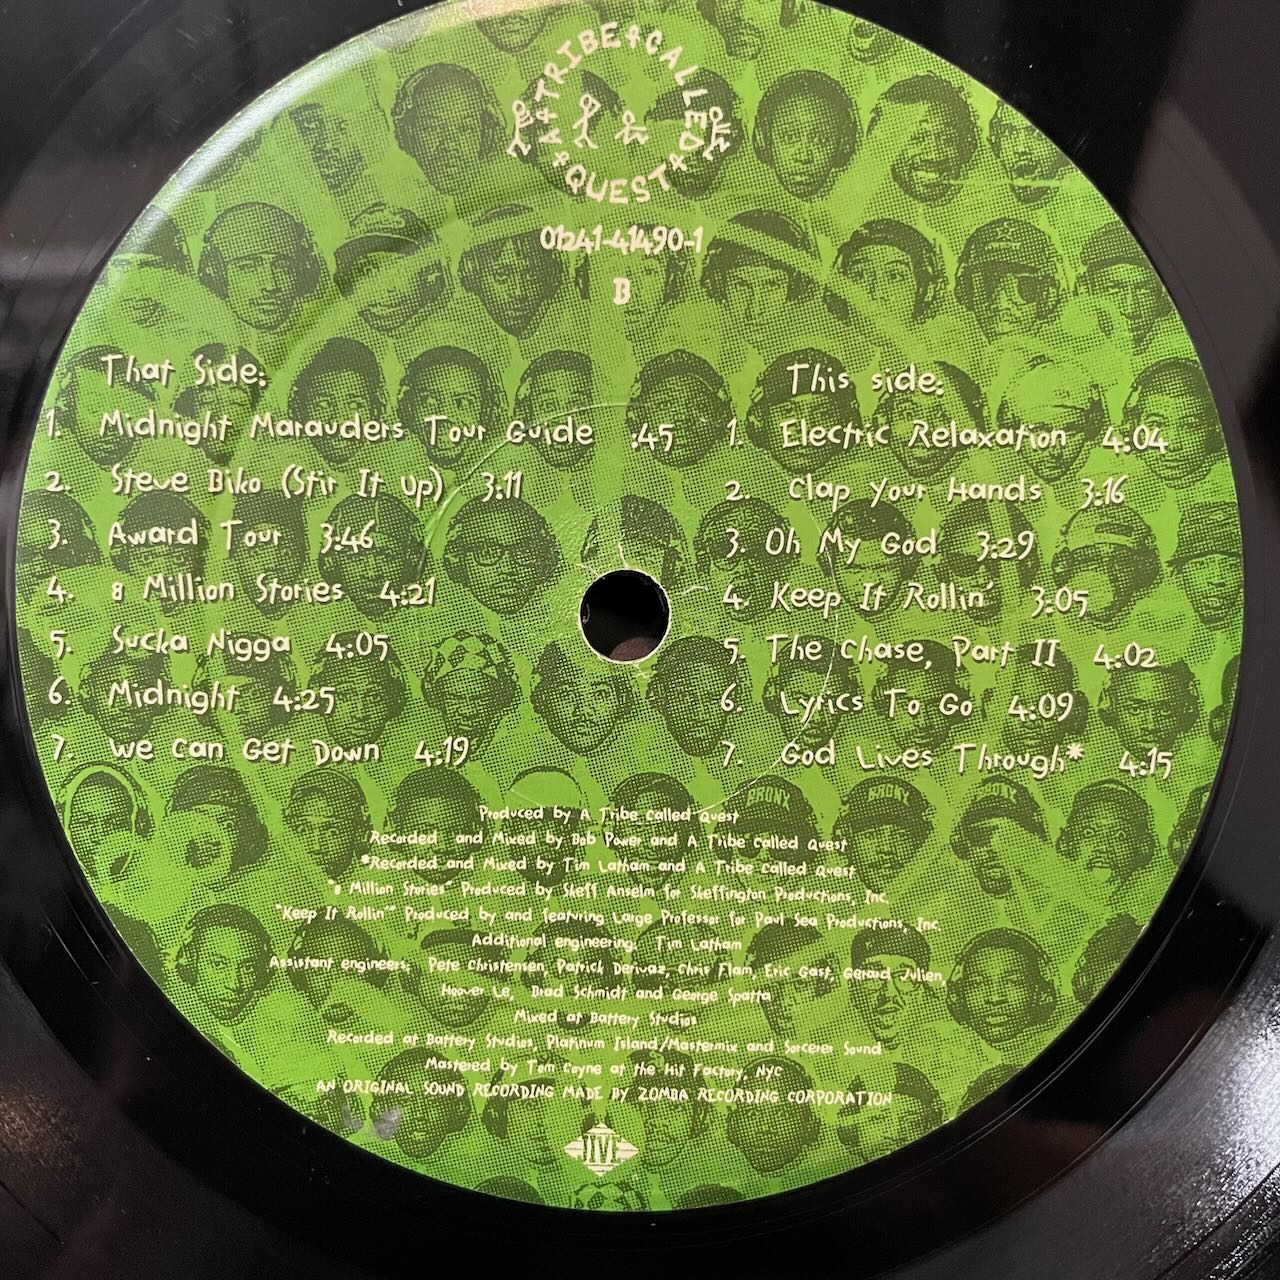 A TRIBE CALLED QUEST
01241-41490-1
B
That Side:
1. Midnight Marauders Tour Guide :45
2. Steve Biko (Stir It Up) 3:11
3. Award Tour 3:46
4. 8 Million Stories 4:21
5. Sucka Nigga 4:05
6. Midnight 4:25
7. We Can Get Down 4:19
This side:
1. Electric Relaxation 4:04
2. Clap Your Hands 3:16
3. Oh My God 3:29
4. Keep It Rollin' 3:05
5. The Chase, Part II 4:02
6. Lyrics To Go 4:09
7. God Lives Through* 4:15
Produced by A Tribe Called Quest
Recorded and Mixed by Bob Power and A Tribe Called Quest
*Recorded and Mixed by Tim Latham and A Tribe Called Quest
"8 Million Stories" Produced by Skeff Anselm for Skeffington Productions, Inc.
"Keep It Rollin'" Produced by and featuring Large Professor for Paul Sea Productions, Inc.
Additional engineering: Tim Latham
Assistant engineers: Pete Christensen, Patrick Derivaz, Chris Flam, Eric Gast, Gerard Julien,
Hoover Le, Brad Schmidt and George Spatta
Mixed at Battery Studios
Recorded at Battery Studios, Platinum Island/Mastermix and Sorcerer Sound
Mastered by Tom Coyne at the Hit Factory, NYC
AN ORIGINAL SOUND RECORDING MADE BY ZOMBA RECORDING CORPORATION
JIVE